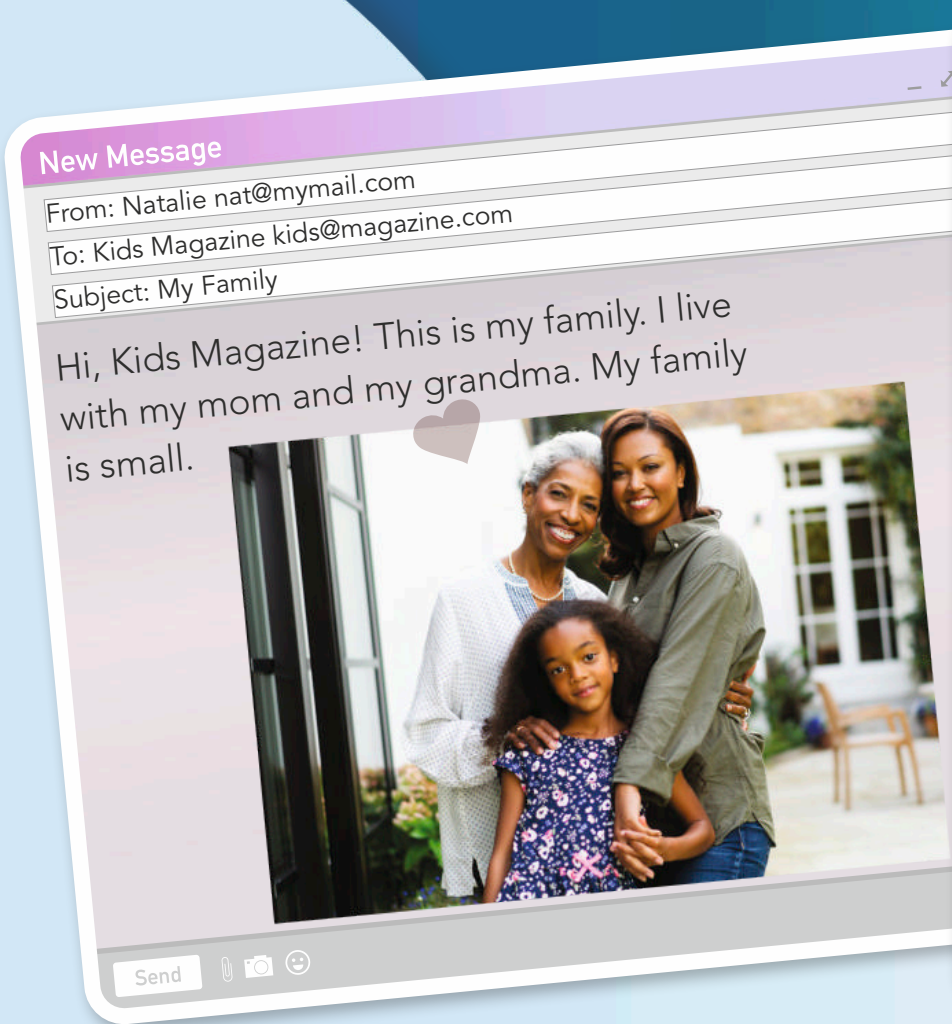 New Message
From: Natalie nat@mymail.com
To: Kids Magazine kids@magazine.com
Subject: My Family
Hi, Kids Magazine! This is my family. I live
with my mom and my grandma. My family
is small.
Send